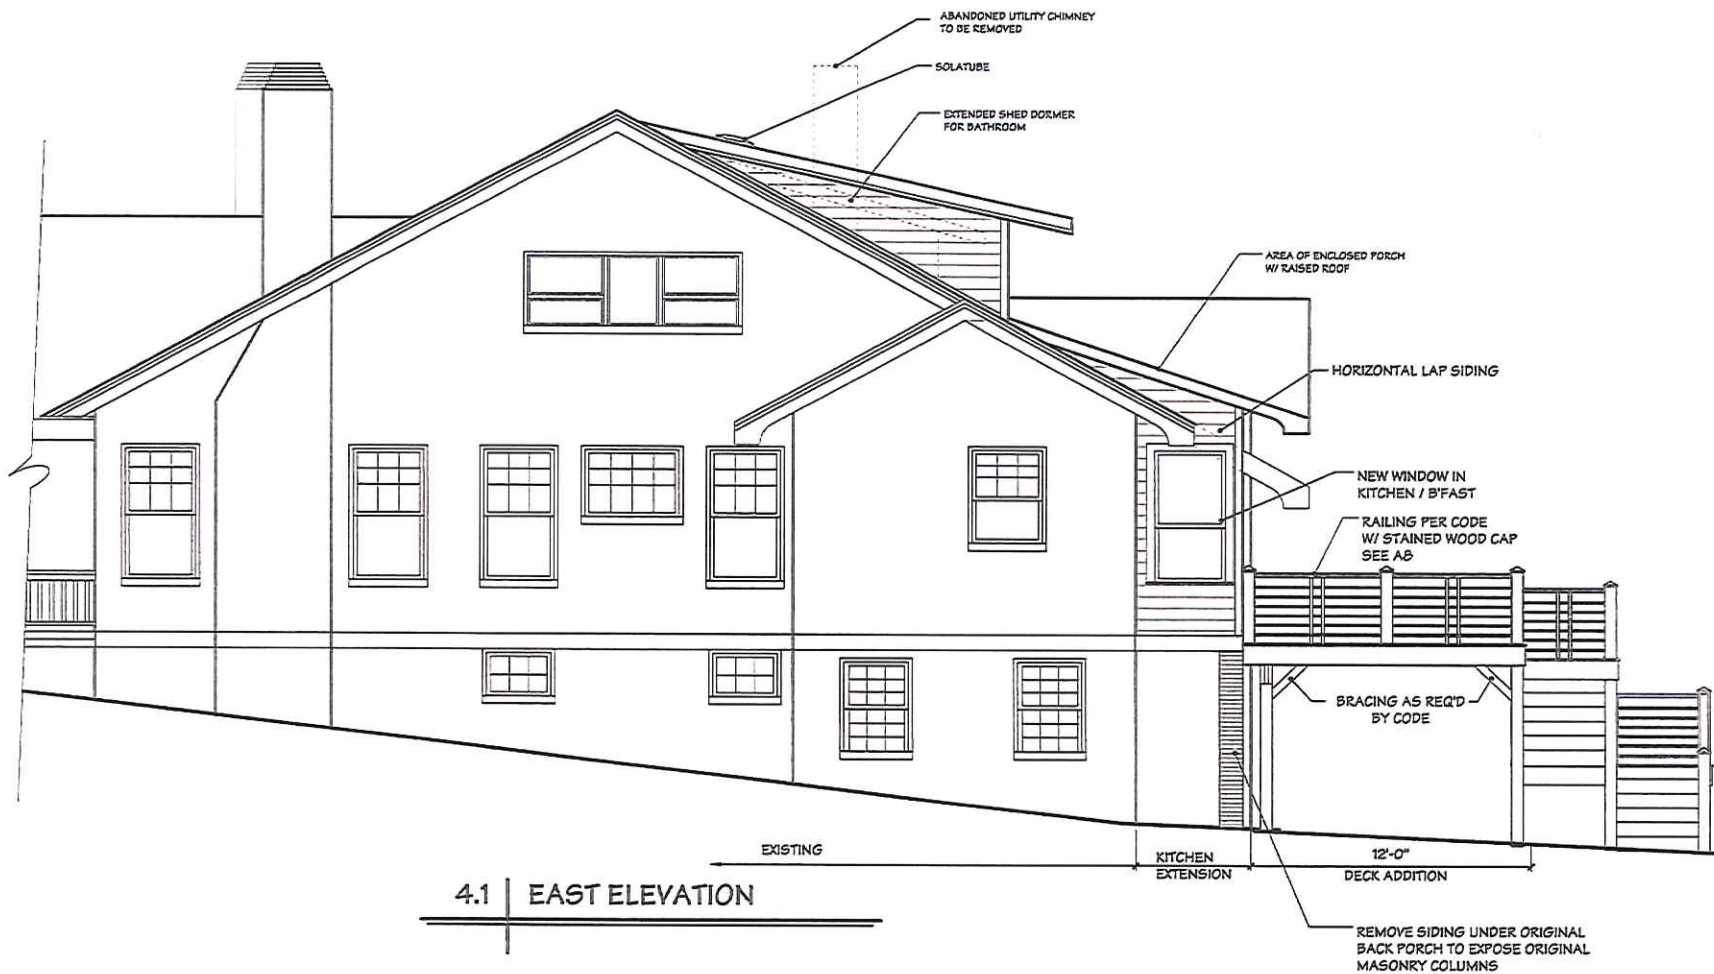 ABANDONED UTILITY CHIMNEY
TO BE REMOVED
SOLATUBE
EXTENDED SHED DORMER
FOR BATHROOM
AREA OF ENCLOSED PORCH
W/ RAISED ROOF
HORIZONTAL LAP SIDING
NEW WINDOW IN
KITCHEN / B'FAST
RAILING PER CODE
W/ STAINED WOOD CAP
SEE A8
BRACING AS REQ'D
BY CODE
EXISTING
KITCHEN
EXTENSION
12'-0"
DECK ADDITION
4.1 EAST ELEVATION
REMOVE SIDING UNDER ORIGINAL
BACK PORCH TO EXPOSE ORIGINAL
MASONRY COLUMNS